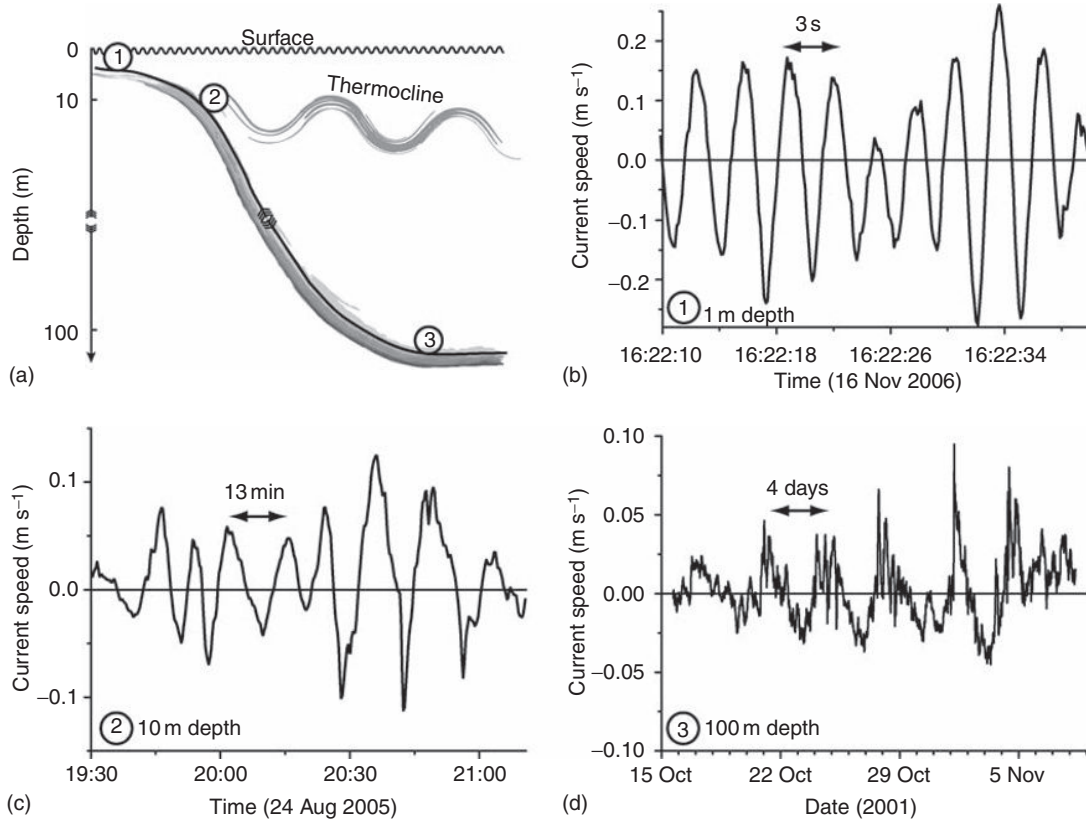 (a)
Depth (m)
0
10
100
Surface
Thermocline
1
2
3
(b)
Current speed (m s⁻¹)
0.2
0.1
0.0
−0.1
−0.2
3 s
1 1 m depth
16:22:10 16:22:18 16:22:26 16:22:34
Time (16 Nov 2006)
(c)
Current speed (m s⁻¹)
0.1
0.0
−0.1
13 min
2 10 m depth
19:30 20:00 20:30 21:00
Time (24 Aug 2005)
(d)
Current speed (m s⁻¹)
0.10
0.05
0.00
−0.05
−0.10
4 days
3 100 m depth
15 Oct 22 Oct 29 Oct 5 Nov
Date (2001)